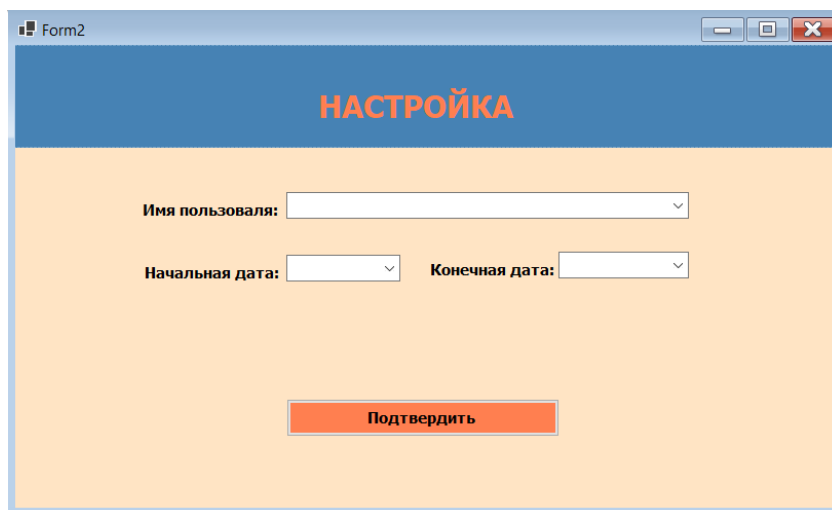 Form2
НАСТРОЙКА
Имя пользоваля:
Начальная дата: Конечная дата:
Подтвердить